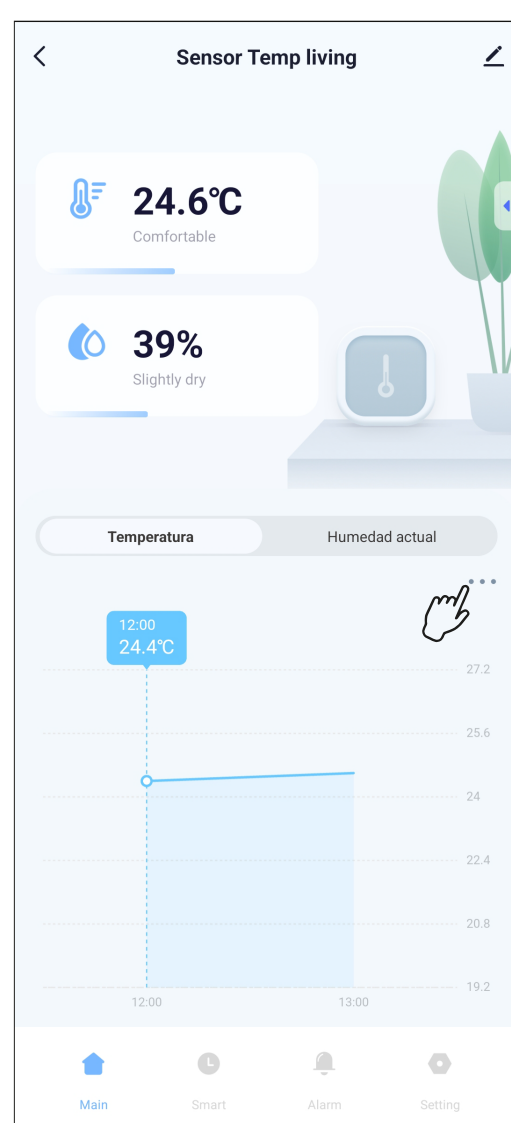 Sensor Temp living
24.6℃
Comfortable
39%
Slightly dry
Temperatura
Humedad actual
12:00
24.4℃
27.2
25.6
24
22.4
20.8
19.2
12:00
13:00
Main
Smart
Alarm
Setting